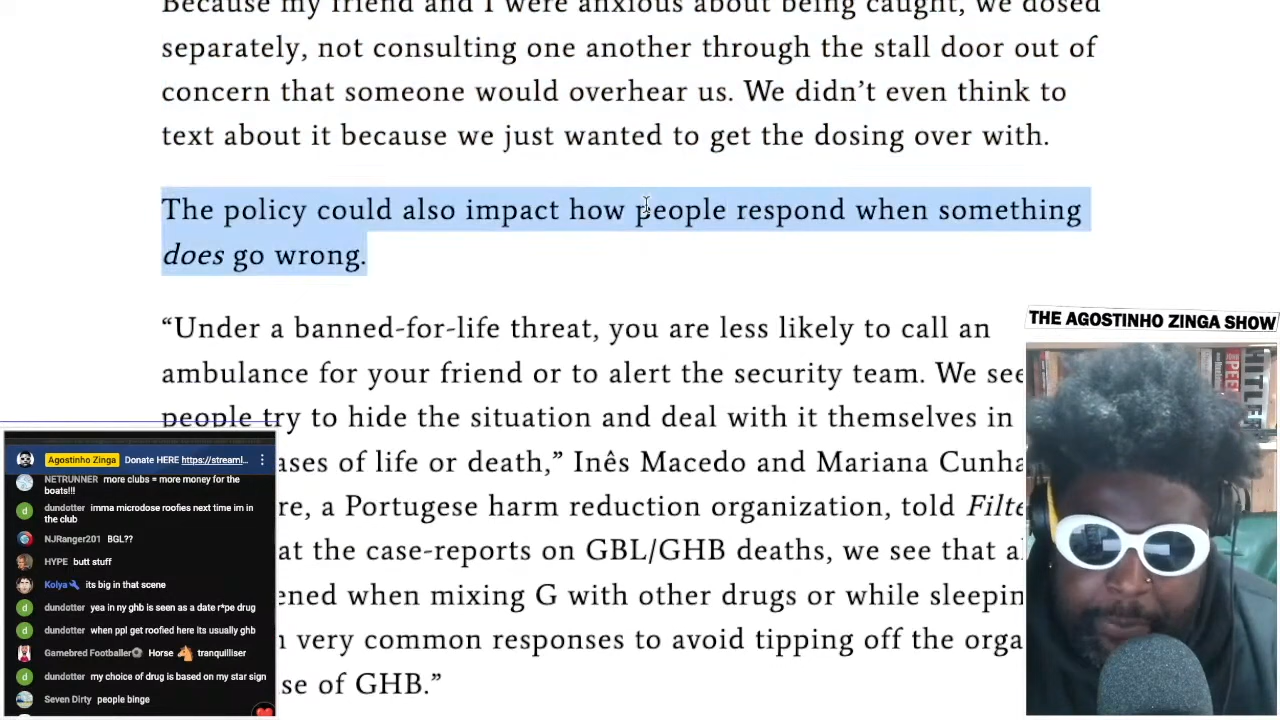 Because my friend and I were anxious about being caught, we dosed
separately, not consulting one another through the stall door out of
concern that someone would overhear us. We didn’t even think to
text about it because we just wanted to get the dosing over with.
The policy could also impact how people respond when something
does go wrong.
“Under a banned-for-life threat, you are less likely to call an
ambulance for your friend or to alert the security team. We see
people try to hide the situation and deal with it themselves in
ases of life or death,” Inês Macedo and Mariana Cunha
re, a Portugese harm reduction organization, told Filte
at the case-reports on GBL/GHB deaths, we see that al
ened when mixing G with other drugs or while sleepin
very common responses to avoid tipping off the orga
se of GHB.”
THE AGOSTINHO ZINGA SHOW
Agostinho Zinga Donate HERE https://streaml...
NETRUNNER more clubs = more money for the
boats!!!
dundotter imma microdose roofies next time im in
the club
NJRanger201 BGL??
HYPE butt stuff
Kolya its big in that scene
dundotter yea in ny ghb is seen as a date r*pe drug
dundotter when ppl get roofied here its usually ghb
Gamebred Footballer⚽ Horse 🐴 tranquilliser
dundotter my choice of drug is based on my star sign
Seven Dirty people binge